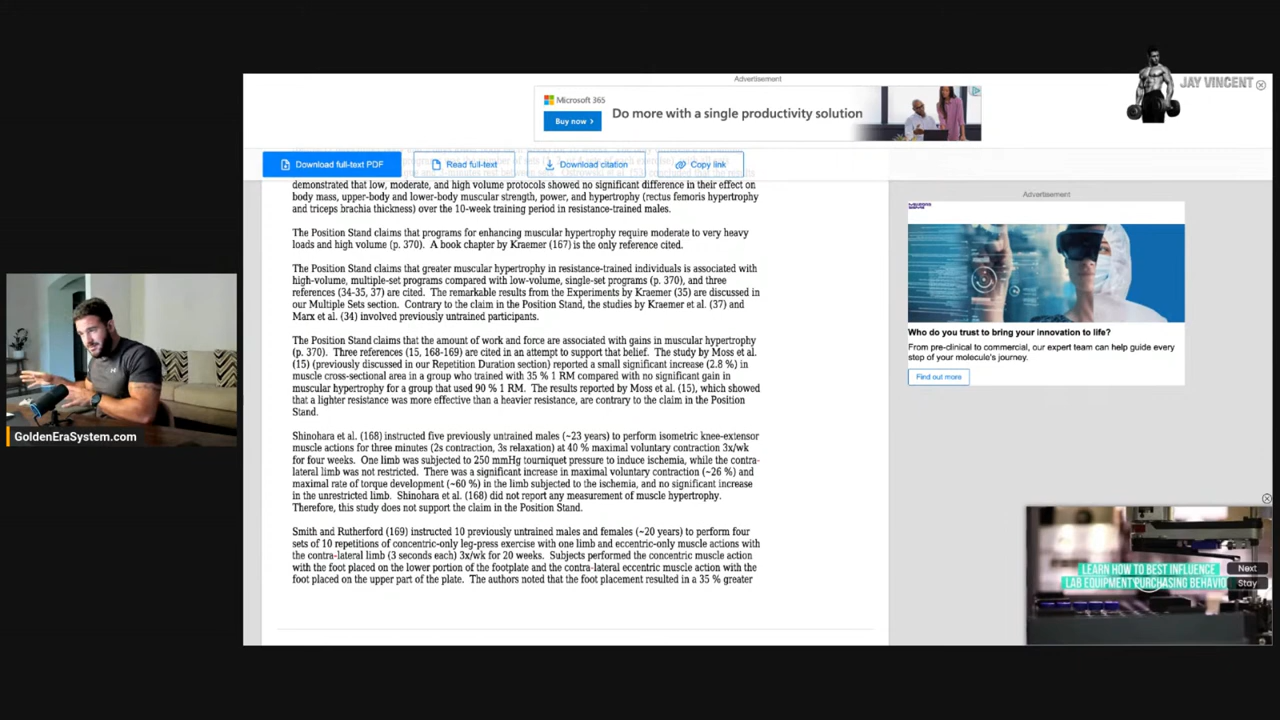 Advertisement
JAY VINCENT
Microsoft 365
Buy now >
Do more with a single productivity solution
Download full-text PDF
Read full-text
Download citation
Copy link
demonstrated that low, moderate, and high volume protocols showed no significant difference in their effect on
body mass, upper-body and lower-body muscular strength, power, and hypertrophy (rectus femoris hypertrophy
and triceps brachia thickness) over the 10-week training period in resistance-trained males.
The Position Stand claims that programs for enhancing muscular hypertrophy require moderate to very heavy
loads and high volume (p. 370). A book chapter by Kraemer (167) is the only reference cited.
The Position Stand claims that greater muscular hypertrophy in resistance-trained individuals is associated with
high-volume, multiple-set programs compared with low-volume, single-set programs (p. 370), and three
references (34-35, 37) are cited. The remarkable results from the Experiments by Kraemer (35) are discussed in
our Multiple Sets section. Contrary to the claim in the Position Stand, the studies by Kraemer et al. (37) and
Marx et al. (34) involved previously untrained participants.
The Position Stand claims that the amount of work and force are associated with gains in muscular hypertrophy
(p. 370). Three references (15, 168-169) are cited in an attempt to support that belief. The study by Moss et al.
(15) (previously discussed in our Repetition Duration section) reported a small significant increase (2.8 %) in
muscle cross-sectional area in a group who trained with 35 % 1 RM compared with no significant gain in
muscular hypertrophy for a group that used 90 % 1 RM. The results reported by Moss et al. (15), which showed
that a lighter resistance was more effective than a heavier resistance, are contrary to the claim in the Position
Stand.
Shinohara et al. (168) instructed five previously untrained males (~23 years) to perform isometric knee-extensor
muscle actions for three minutes (2s contraction, 3s relaxation) at 40 % maximal voluntary contraction 3x/wk
for four weeks. One limb was subjected to 250 mmHg tourniquet pressure to induce ischemia, while the contra-
lateral limb was not restricted. There was a significant increase in maximal voluntary contraction (~26 %) and
maximal rate of torque development (~60 %) in the limb subjected to the ischemia, and no significant increase
in the unrestricted limb. Shinohara et al. (168) did not report any measurement of muscle hypertrophy.
Therefore, this study does not support the claim in the Position Stand.
Smith and Rutherford (169) instructed 10 previously untrained males and females (~20 years) to perform four
sets of 10 repetitions of concentric-only leg-press exercise with one limb and eccentric-only muscle actions with
the contra-lateral limb (3 seconds each) 3x/wk for 20 weeks. Subjects performed the concentric muscle action
with the foot placed on the lower portion of the footplate and the contra-lateral eccentric muscle action with the
foot placed on the upper part of the plate. The authors noted that the foot placement resulted in a 35 % greater
Advertisement
Who do you trust to bring your innovation to life?
From pre-clinical to commercial, our expert team can help guide every
step of your molecule's journey.
Find out more
GoldenEraSystem.com
LEARN HOW TO BEST INFLUENCE
LAB EQUIPMENT PURCHASING BEHAVIO
Next
Stay